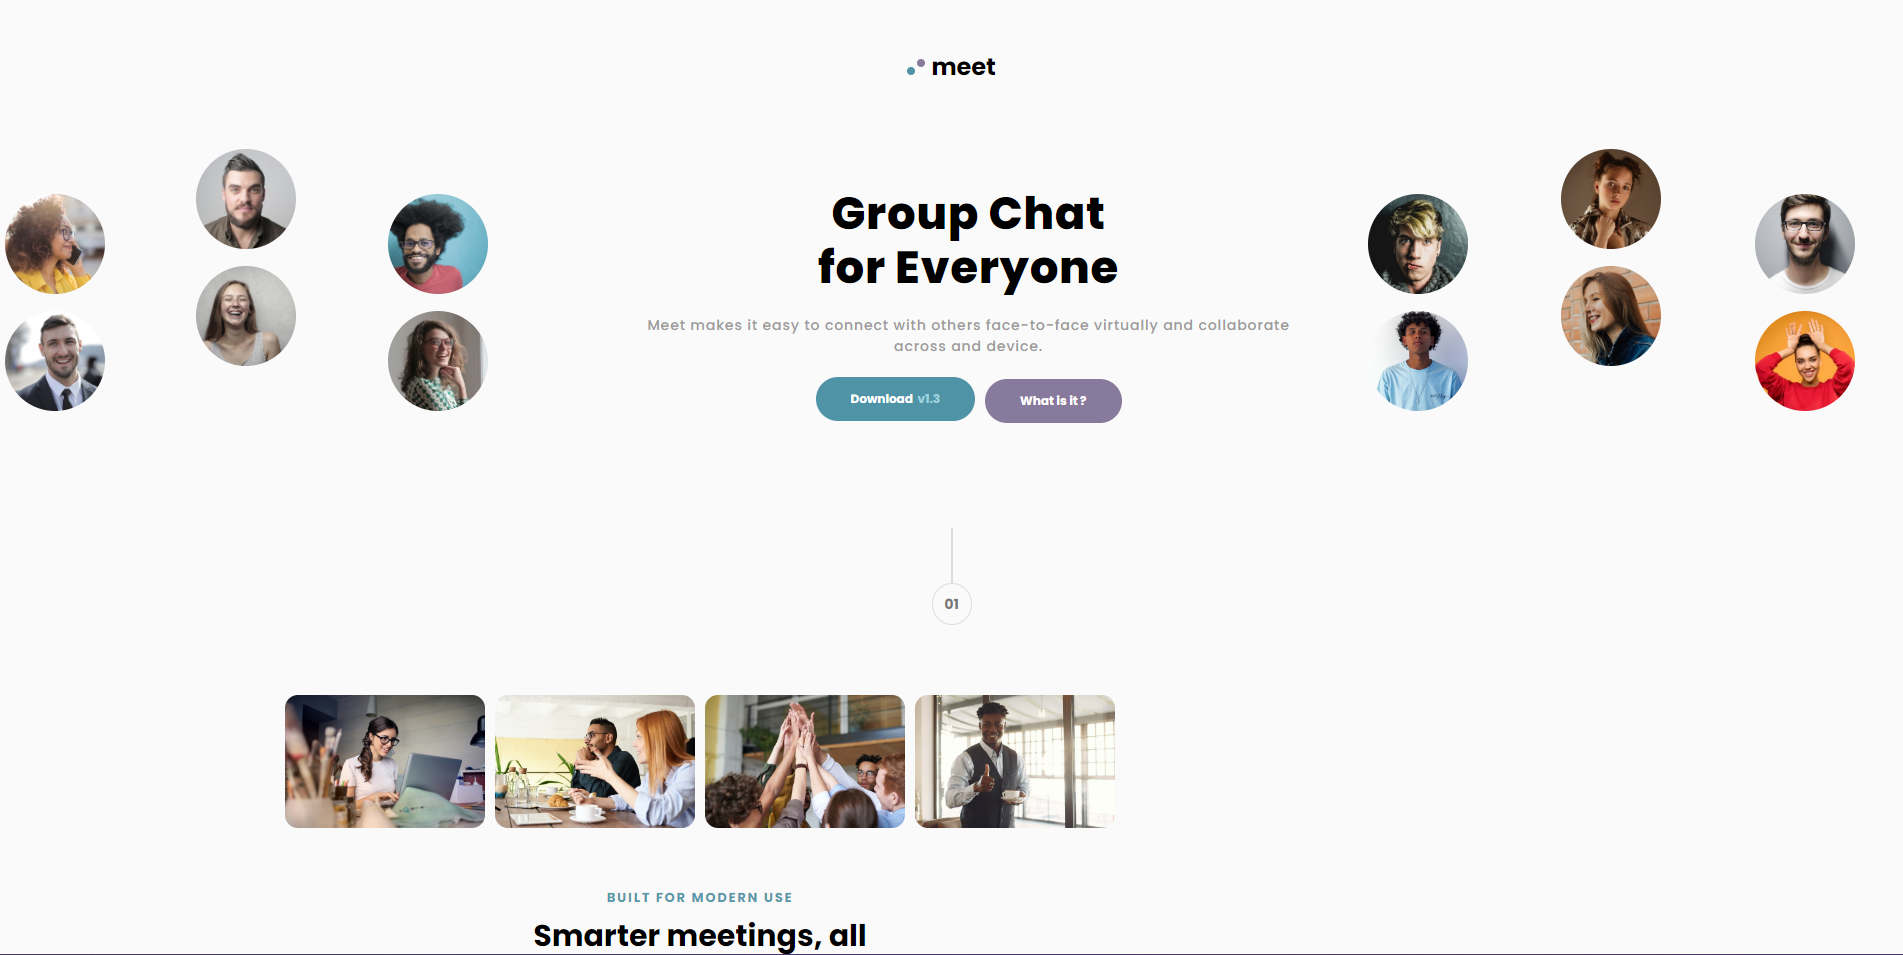 meet
Group Chat
for Everyone
Meet makes it easy to connect with others face-to-face virtually and collaborate
across and device.
Download v1.3
What is it ?
01
BUILT FOR MODERN USE
Smarter meetings, all